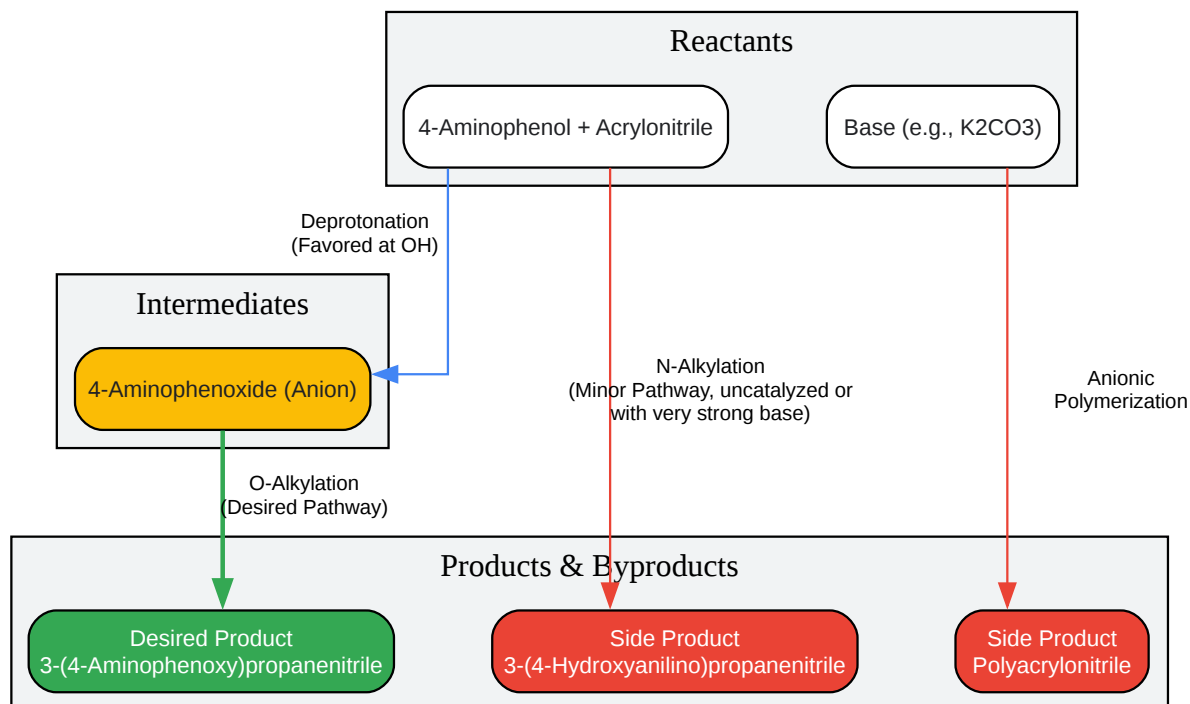 Reactants
4-Aminophenol + Acrylonitrile
Base (e.g., K2CO3)
Deprotonation
(Favored at OH)
Intermediates
4-Aminophenoxide (Anion)
N-Alkylation
(Minor Pathway, uncatalyzed or
with very strong base)
Anionic
Polymerization
O-Alkylation
(Desired Pathway)
Products & Byproducts
Desired Product
3-(4-Aminophenoxy)propanenitrile
Side Product
3-(4-Hydroxyanilino)propanenitrile
Side Product
Polyacrylonitrile